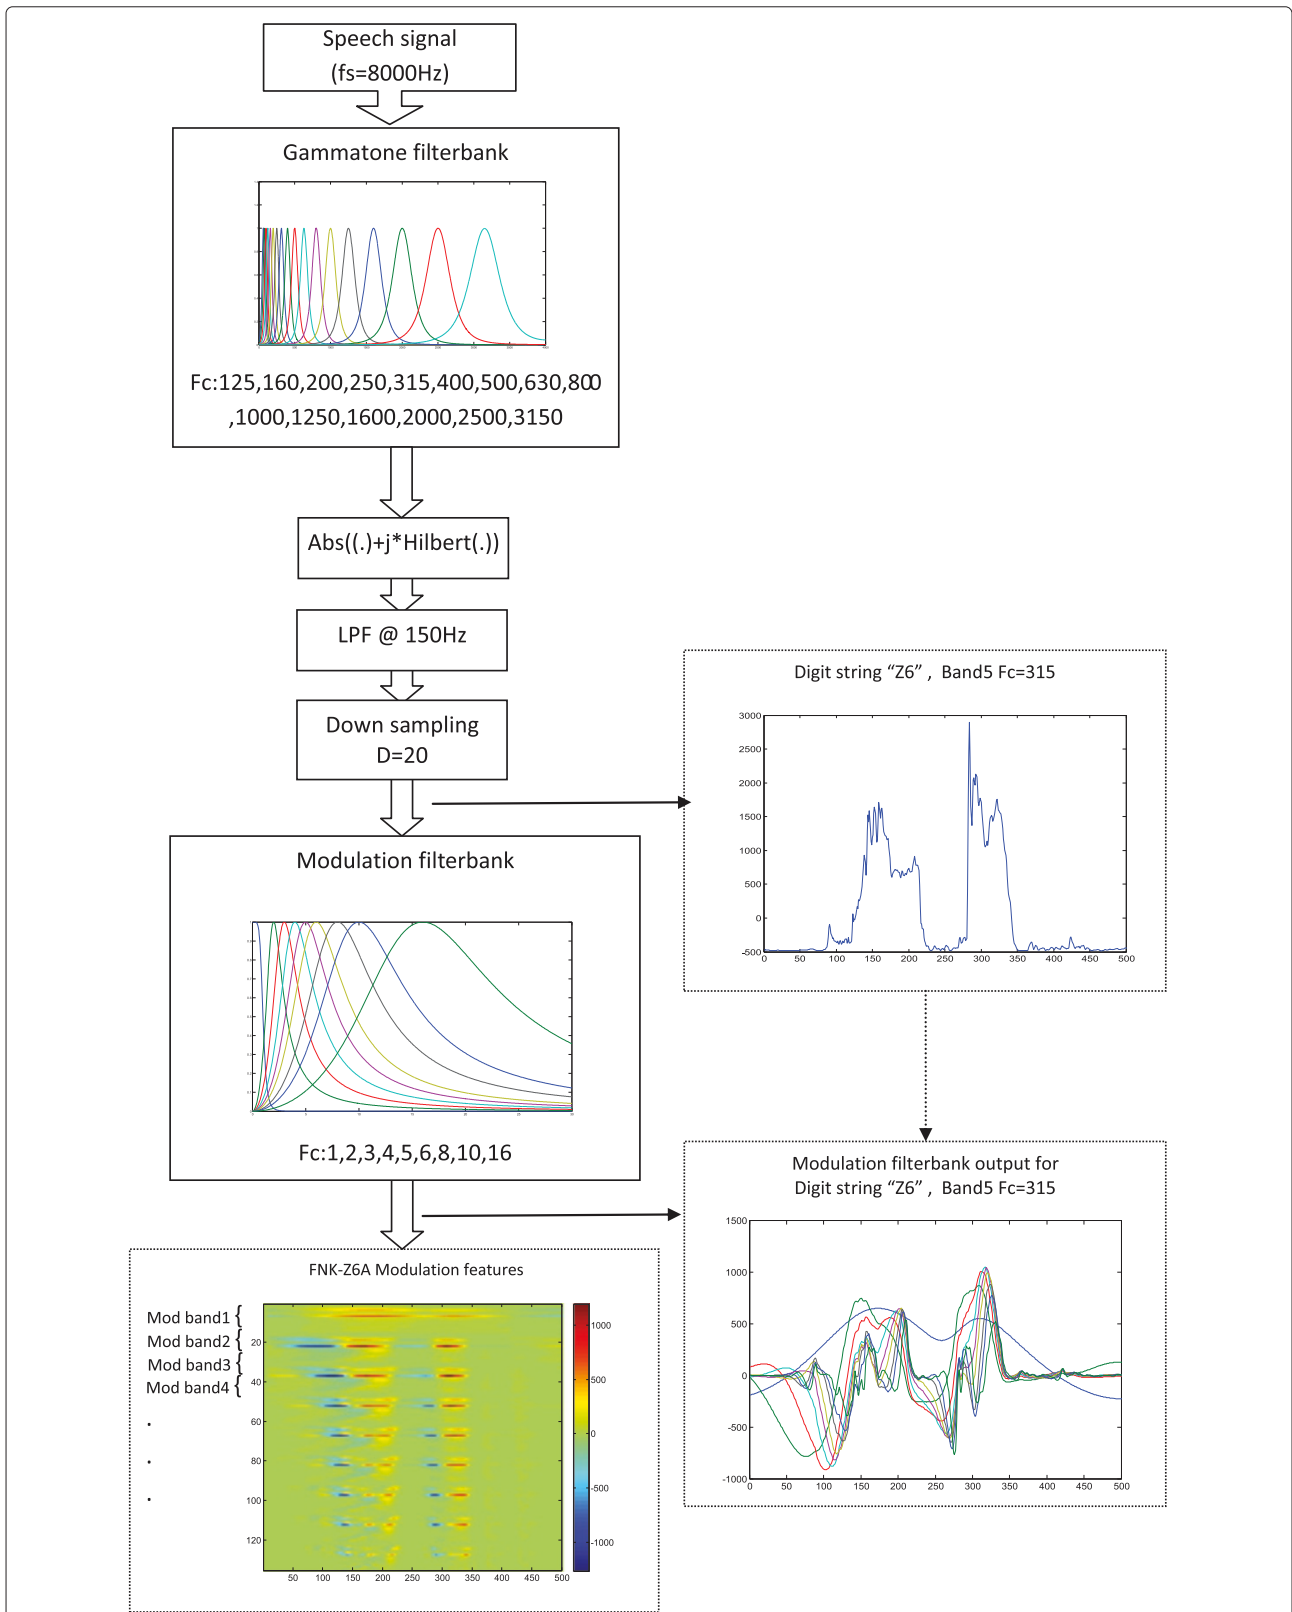 Speech signal
(fs=8000Hz)
Gammatone filterbank
Fc:125,160,200,250,315,400,500,630,800
,1000,1250,1600,2000,2500,3150
Abs((.)+j*Hilbert(.))
LPF @ 150Hz
Down sampling
D=20
Digit string “Z6” , Band5 Fc=315
3000
2500
2000
1500
1000
500
0
-500
0 50 100 150 200 250 300 350 400 450 500
Modulation filterbank
Fc:1,2,3,4,5,6,8,10,16
Modulation filterbank output for
Digit string “Z6” , Band5 Fc=315
1500
1000
500
0
-500
-1000
0 50 100 150 200 250 300 350 400 450 500
FNK-Z6A Modulation features
Mod band1 {
Mod band2 {
Mod band3 {
Mod band4 {
.
.
.
20
40
60
80
100
120
50 100 150 200 250 300 350 400 450 500
1000
500
0
-500
-1000